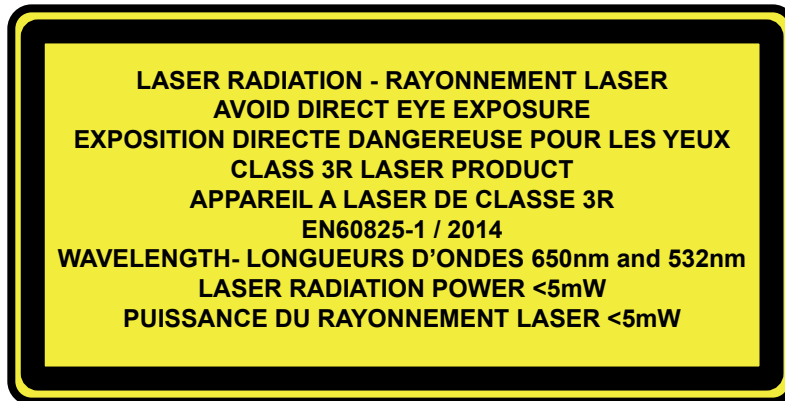 LASER RADIATION - RAYONNEMENT LASER
AVOID DIRECT EYE EXPOSURE
EXPOSITION DIRECTE DANGEREUSE POUR LES YEUX
CLASS 3R LASER PRODUCT
APPAREIL A LASER DE CLASSE 3R
EN60825-1 / 2014
WAVELENGTH- LONGUEURS D’ONDES 650nm and 532nm
LASER RADIATION POWER <5mW
PUISSANCE DU RAYONNEMENT LASER <5mW